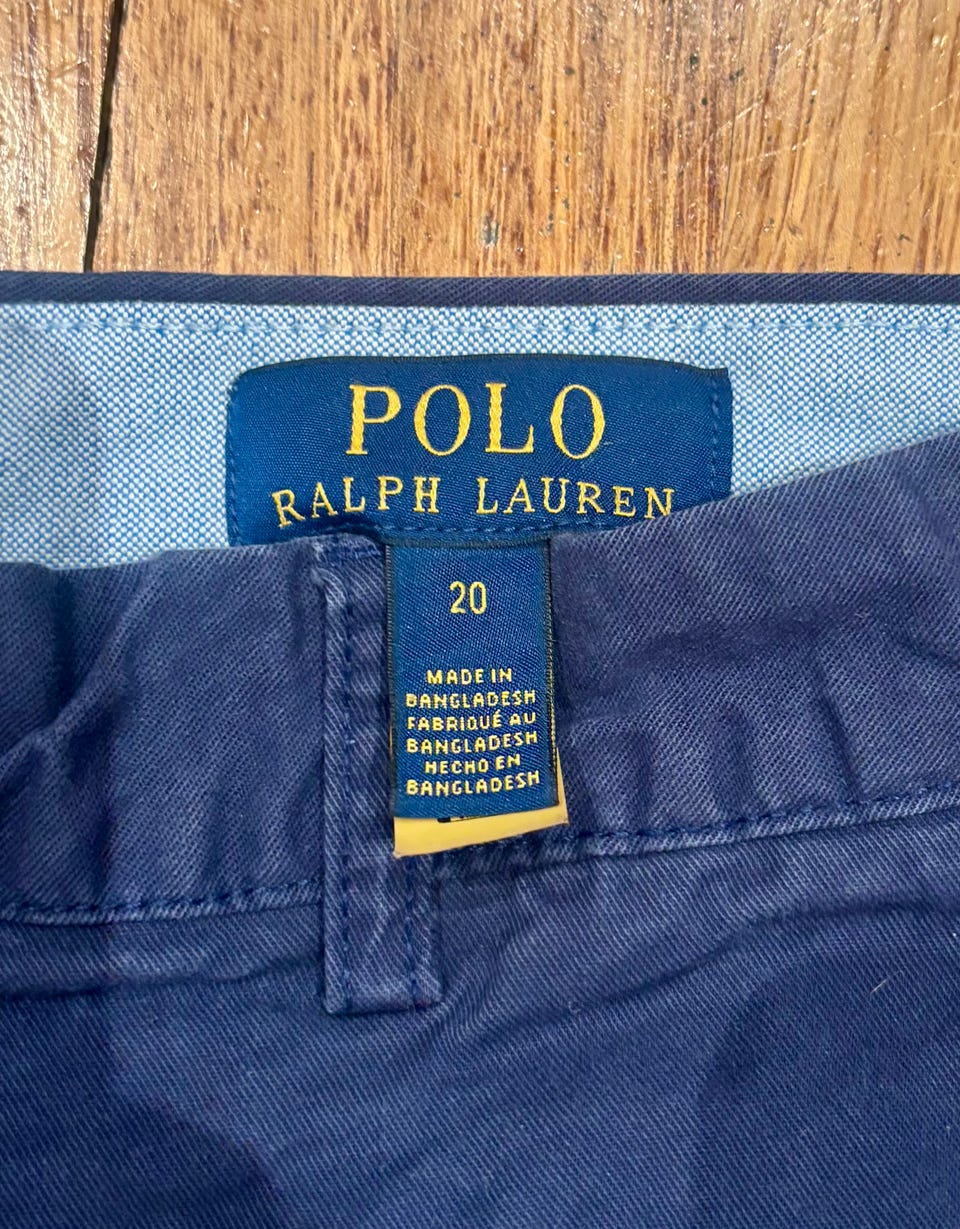 POLO
RALPH LAUREN
20
MADE IN
BANGLADESH
FABRIQUÉ AU
BANGLADESH
HECHO EN
BANGLADESH